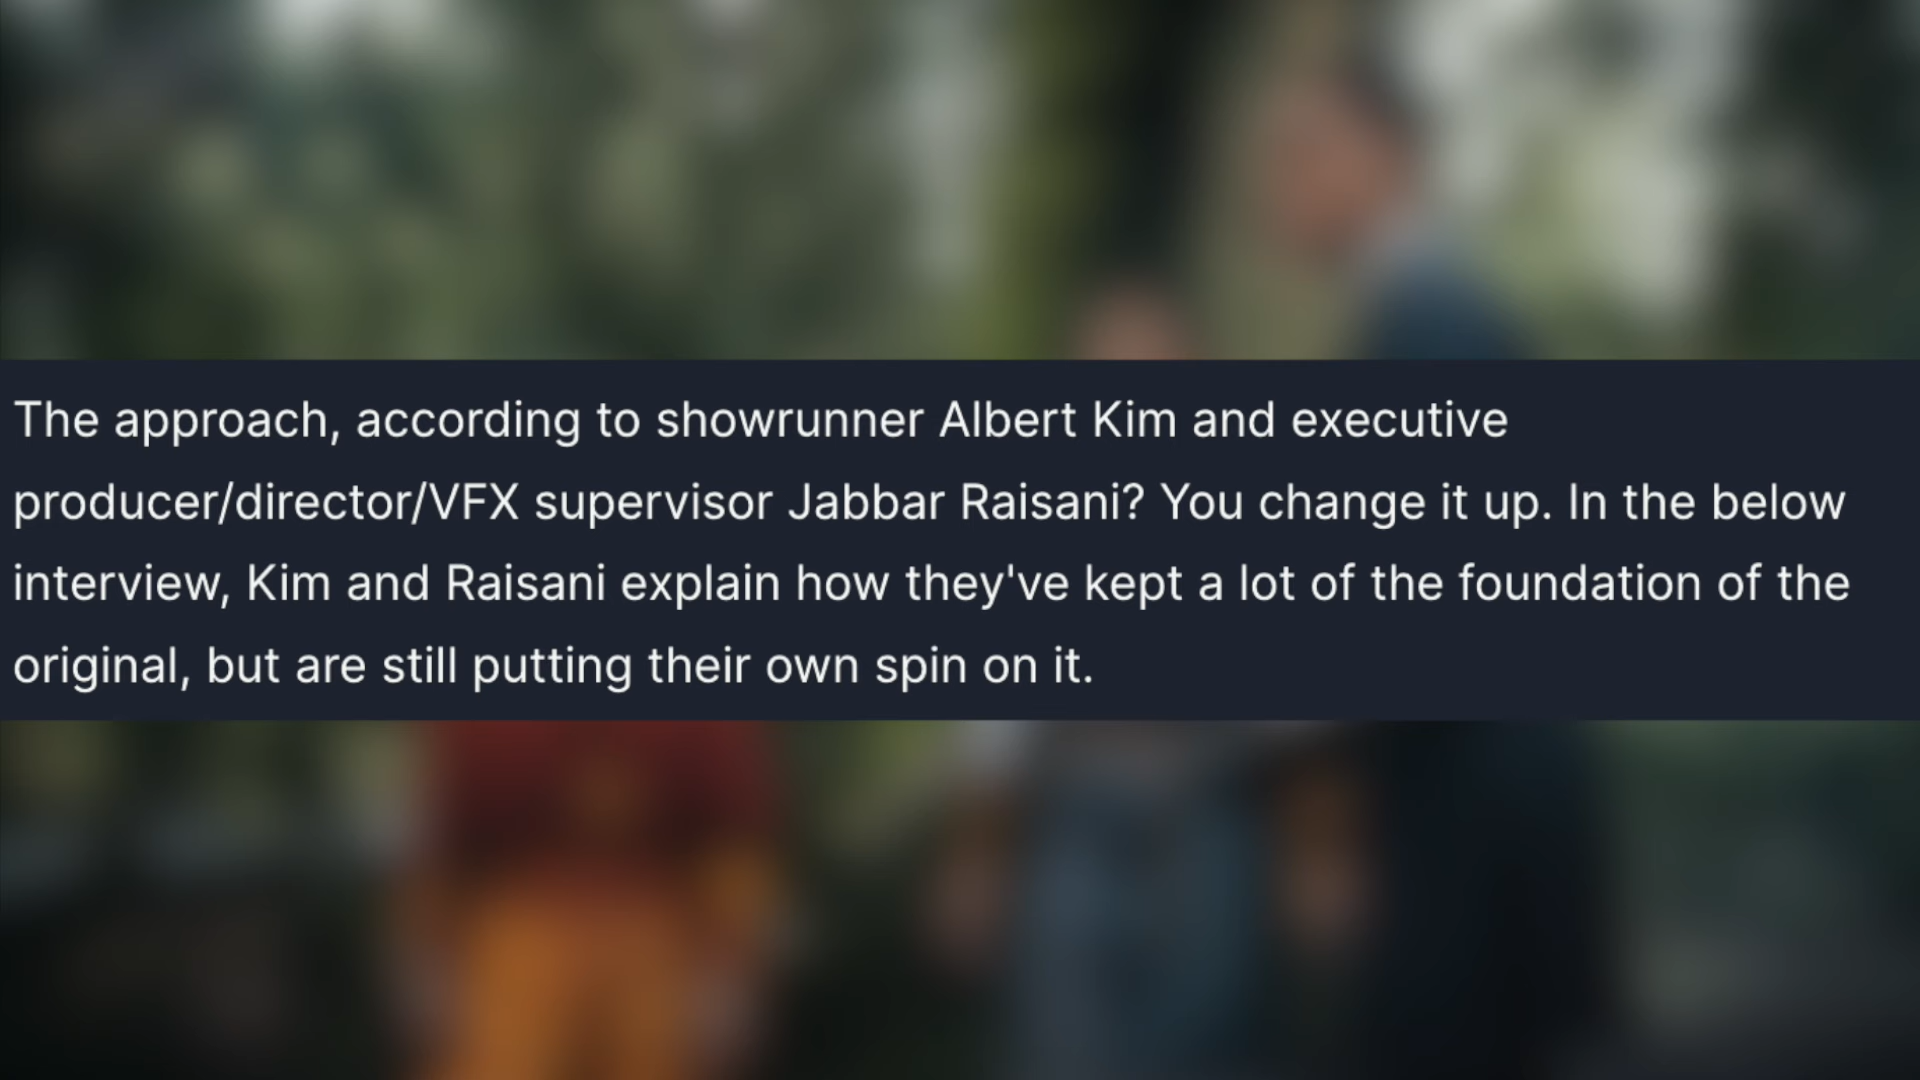 The approach, according to showrunner Albert Kim and executive
producer/director/VFX supervisor Jabbar Raisani? You change it up. In the below
interview, Kim and Raisani explain how they've kept a lot of the foundation of the
original, but are still putting their own spin on it.